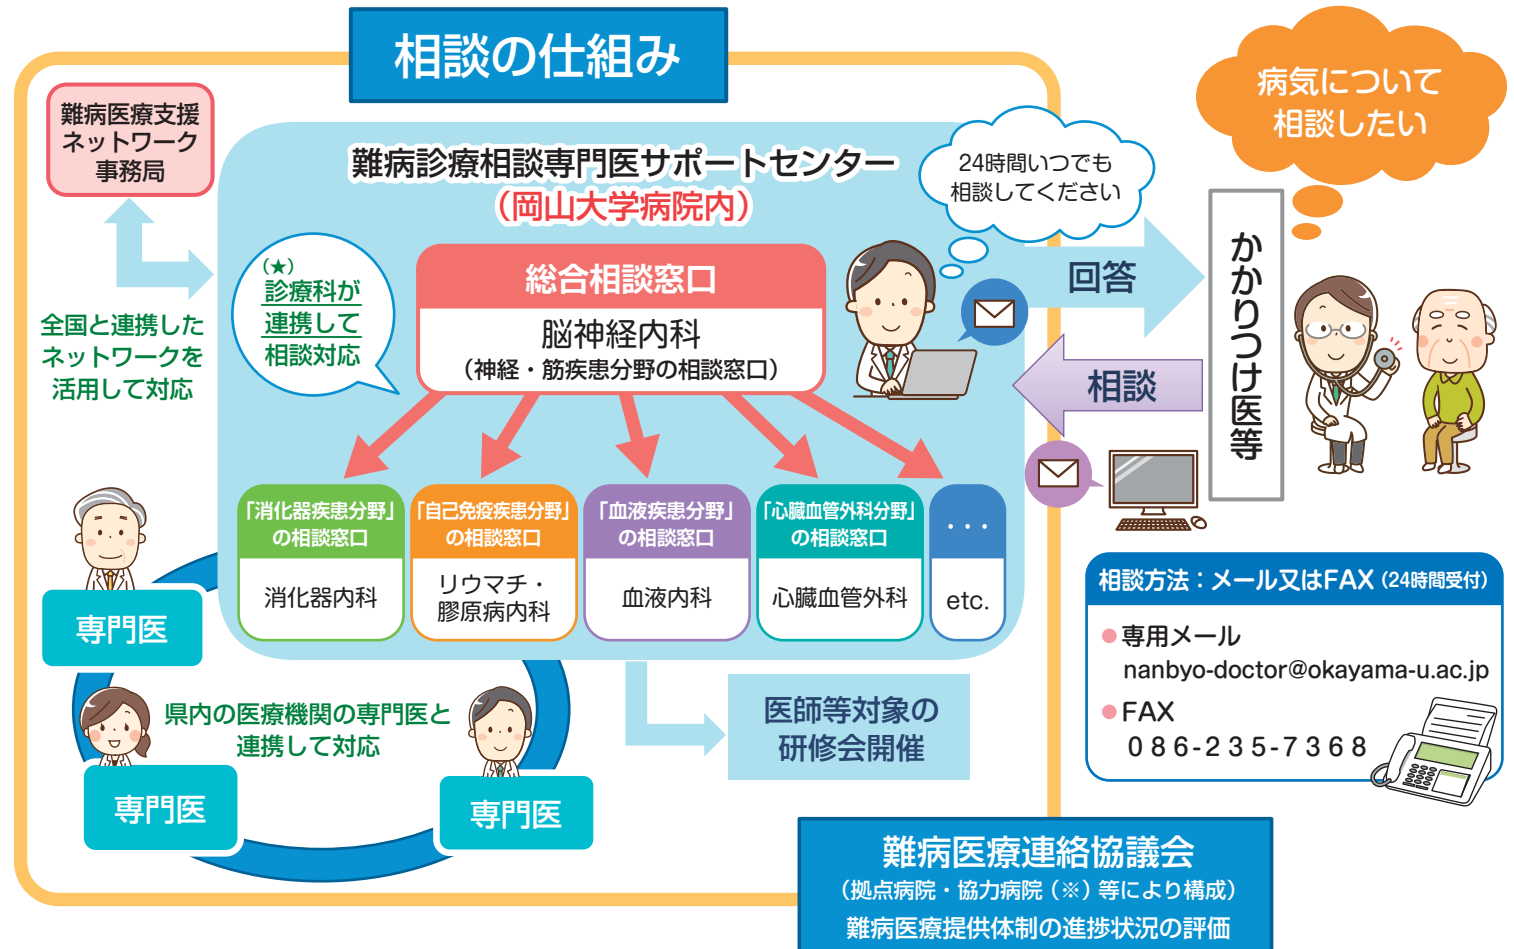 相談の仕組み
難病医療支援
ネットワーク
事務局
全国と連携した
ネットワークを
活用して対応
難病診療相談専門医サポートセンター
（岡山大学病院内）
24時間いつでも
相談してください
病気について
相談したい
（★）
診療科が
連携して
相談対応
総合相談窓口
脳神経内科
（神経・筋疾患分野の相談窓口）
回答
相談
かかりつけ医等
「消化器疾患分野」
の相談窓口
消化器内科
「自己免疫疾患分野」
の相談窓口
リウマチ・
膠原病内科
「血液疾患分野」
の相談窓口
血液内科
「心臓血管外科分野」
の相談窓口
心臓血管外科
・・・
etc.
専門医
専門医
専門医
県内の医療機関の専門医と
連携して対応
医師等対象の
研修会開催
相談方法：メール又はFAX（24時間受付）
●専用メール
nanbyo-doctor@okayama-u.ac.jp
●FAX
086-235-7368
難病医療連絡協議会
（拠点病院・協力病院（※）等により構成）
難病医療提供体制の進捗状況の評価